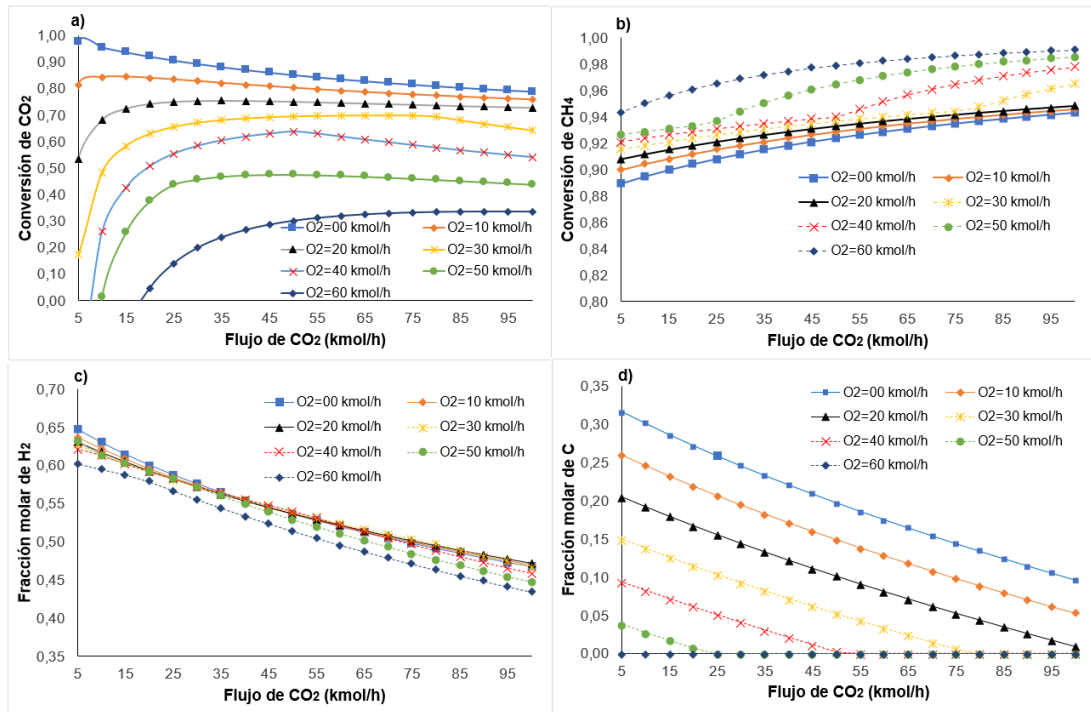 a)
Conversión de CO2
1,00
0,90
0,80
0,70
0,60
0,50
0,40
0,30
0,20
0,10
0,00
O2=00 kmol/h
O2=10 kmol/h
O2=20 kmol/h
O2=30 kmol/h
O2=40 kmol/h
O2=50 kmol/h
O2=60 kmol/h
5 15 25 35 45 55 65 75 85 95
Flujo de CO2 (kmol/h)
b)
Conversión de CH4
1,00
0,98
0,96
0,94
0,92
0,90
0,88
0,86
0,84
0,82
0,80
O2=00 kmol/h
O2=10 kmol/h
O2=20 kmol/h
O2=30 kmol/h
O2=40 kmol/h
O2=50 kmol/h
O2=60 kmol/h
5 15 25 35 45 55 65 75 85 95
Flujo de CO2 (kmol/h)
c)
Fracción molar de H2
0,70
0,65
0,60
0,55
0,50
0,45
0,40
0,35
O2=00 kmol/h
O2=10 kmol/h
O2=20 kmol/h
O2=30 kmol/h
O2=40 kmol/h
O2=50 kmol/h
O2=60 kmol/h
5 15 25 35 45 55 65 75 85 95
Flujo de CO2 (kmol/h)
d)
Fracción molar de C
0,35
0,30
0,25
0,20
0,15
0,10
0,05
0,00
O2=00 kmol/h
O2=10 kmol/h
O2=20 kmol/h
O2=30 kmol/h
O2=40 kmol/h
O2=50 kmol/h
O2=60 kmol/h
5 15 25 35 45 55 65 75 85 95
Flujo de CO2 (kmol/h)